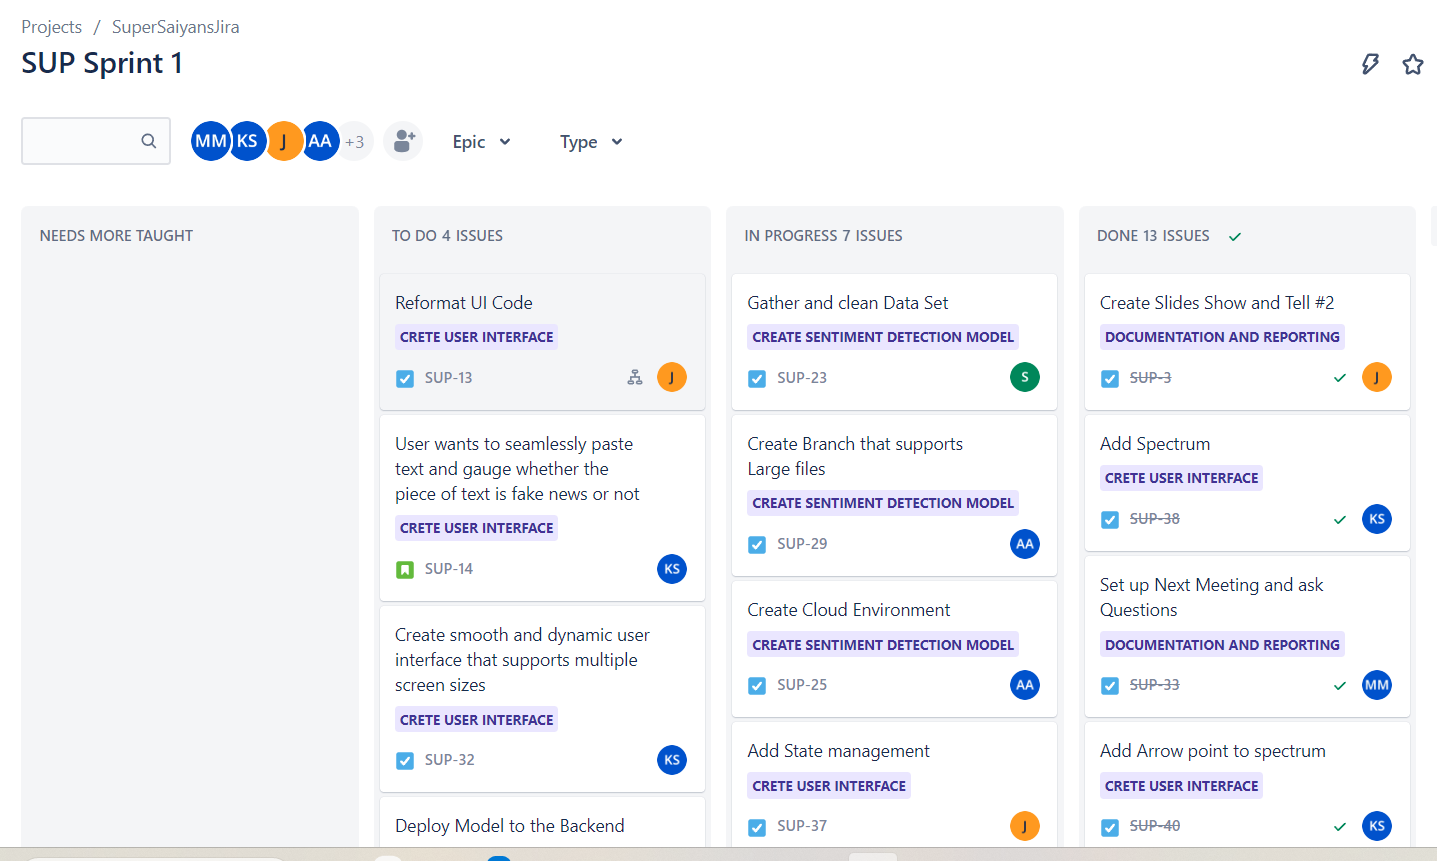 Projects / SuperSaiyansJira
SUP Sprint 1
MM KS J AA +3 Epic Type
NEEDS MORE TAUGHT
TO DO 4 ISSUES
Reformat UI Code
CRETE USER INTERFACE
SUP-13 J
User wants to seamlessly paste
text and gauge whether the
piece of text is fake news or not
CRETE USER INTERFACE
SUP-14 KS
Create smooth and dynamic user
interface that supports multiple
screen sizes
CRETE USER INTERFACE
SUP-32 KS
Deploy Model to the Backend
IN PROGRESS 7 ISSUES
Gather and clean Data Set
CREATE SENTIMENT DETECTION MODEL
SUP-23 S
Create Branch that supports
Large files
CREATE SENTIMENT DETECTION MODEL
SUP-29 AA
Create Cloud Environment
CREATE SENTIMENT DETECTION MODEL
SUP-25 AA
Add State management
CRETE USER INTERFACE
SUP-37 J
DONE 13 ISSUES
Create Slides Show and Tell #2
DOCUMENTATION AND REPORTING
SUP-3 J
Add Spectrum
CRETE USER INTERFACE
SUP-38 KS
Set up Next Meeting and ask
Questions
DOCUMENTATION AND REPORTING
SUP-33 MM
Add Arrow point to spectrum
CRETE USER INTERFACE
SUP-40 KS